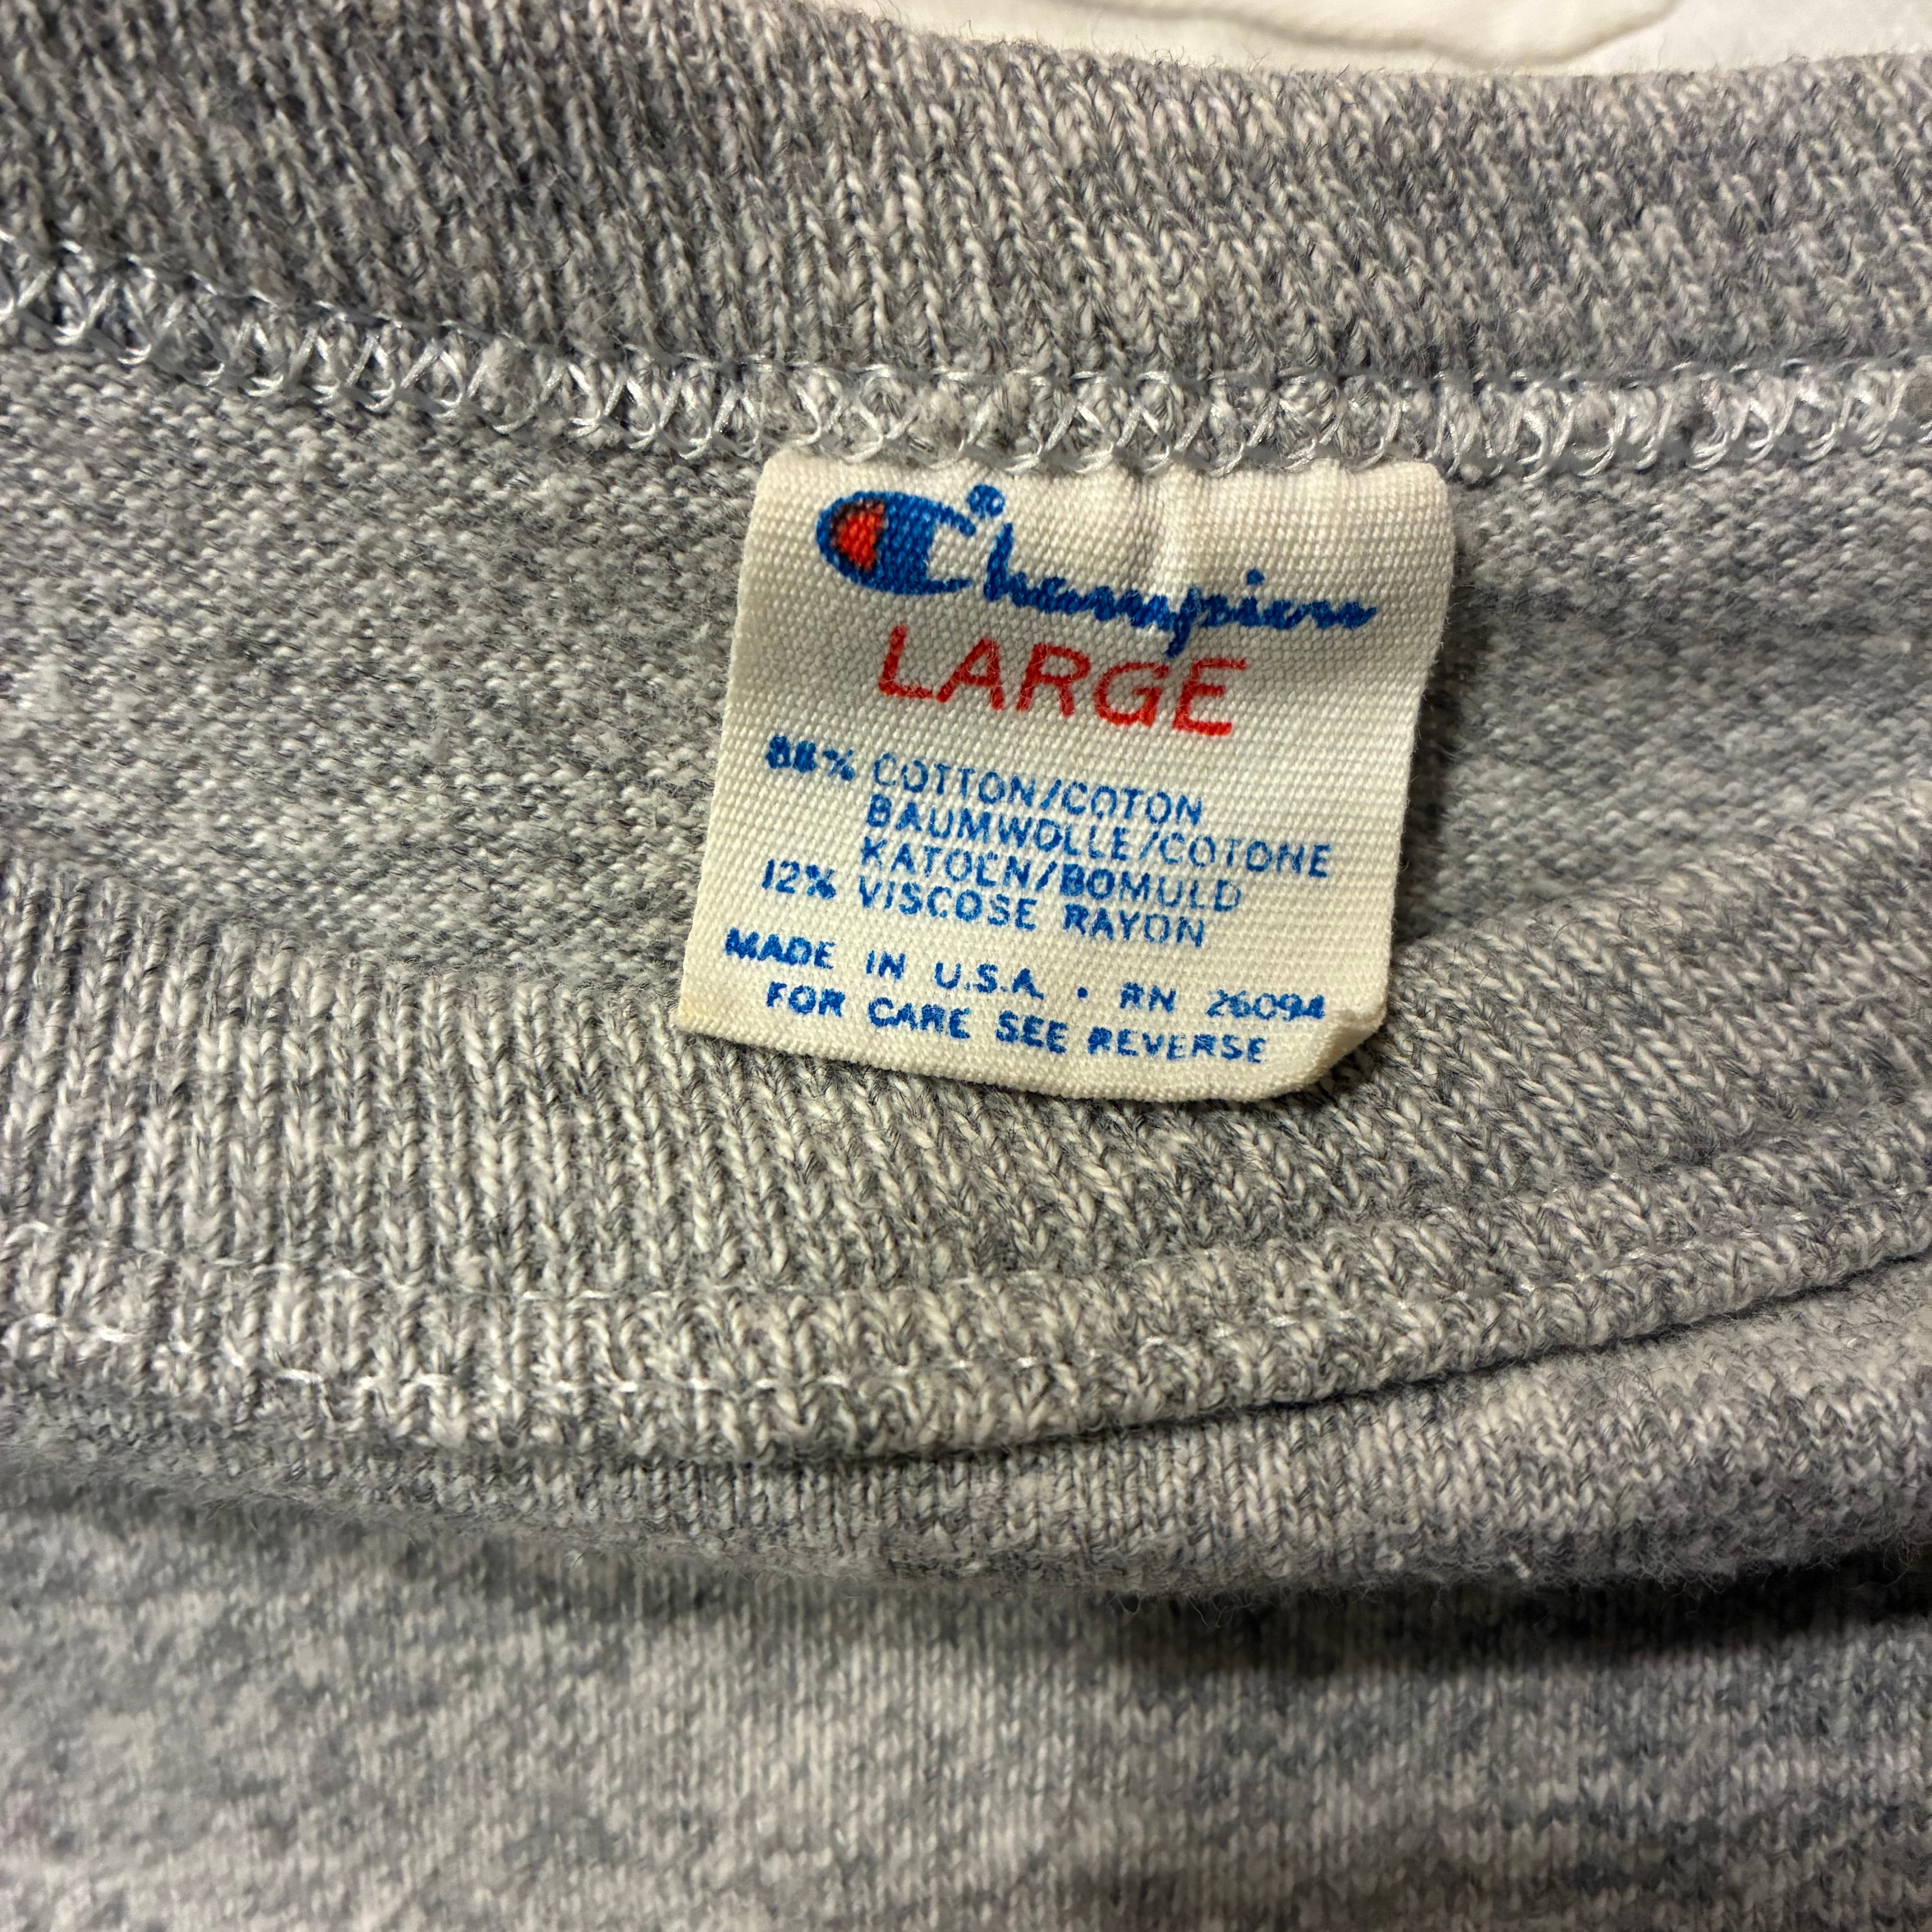 Champion
LARGE
88% COTTON/COTON
BAUMWOLLE/COTONE
KATOEN/BOMULD
12% VISCOSE RAYON
MADE IN U.S.A. • RN 26094
FOR CARE SEE REVERSE